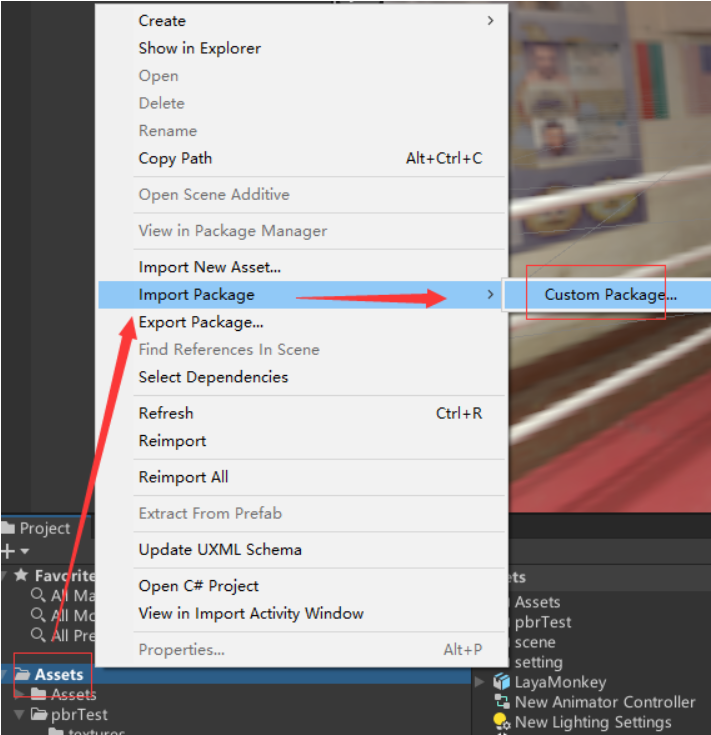 Create
Show in Explorer
Open
Delete
Rename
Copy Path Alt+Ctrl+C
Open Scene Additive
View in Package Manager
Import New Asset...
Import Package
Custom Package...
Export Package...
Find References In Scene
Select Dependencies
Refresh Ctrl+R
Reimport
Reimport All
Extract From Prefab
Update UXML Schema
Open C# Project
View in Import Activity Window
Properties... Alt+P
Project
Favorite
All Ma
All Mo
All Pre
Assets
Assets
pbrTest
textures
ets
Assets
pbrTest
scene
setting
LayaMonkey
New Animator Controller
New Lighting Settings